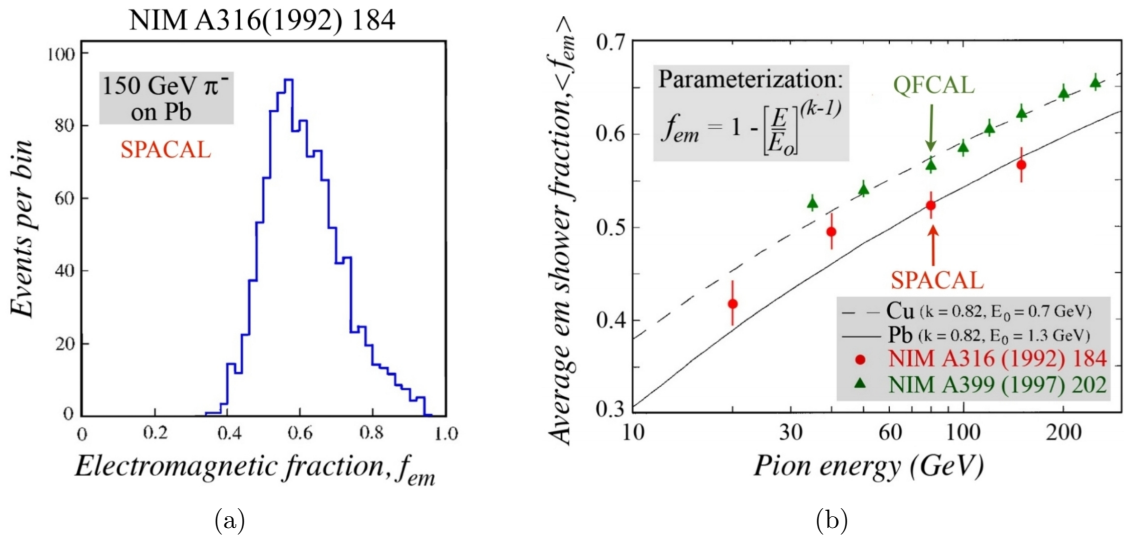 NIM A316(1992) 184
100
80
60
40
20
0
0
0.2
0.4
0.6
0.8
1.0
Events per bin
150 GeV π⁻
on Pb
SPACAL
Electromagnetic fraction, f_em
(a)
Average em shower fraction, <f_em>
0.7
0.6
0.5
0.4
0.3
10
30
60
100
200
Parameterization:
f_em = 1 - [E/E_o]^(k-1)
QFCAL
SPACAL
Cu (k = 0.82, E₀ = 0.7 GeV)
Pb (k = 0.82, E₀ = 1.3 GeV)
NIM A316 (1992) 184
NIM A399 (1997) 202
Pion energy (GeV)
(b)